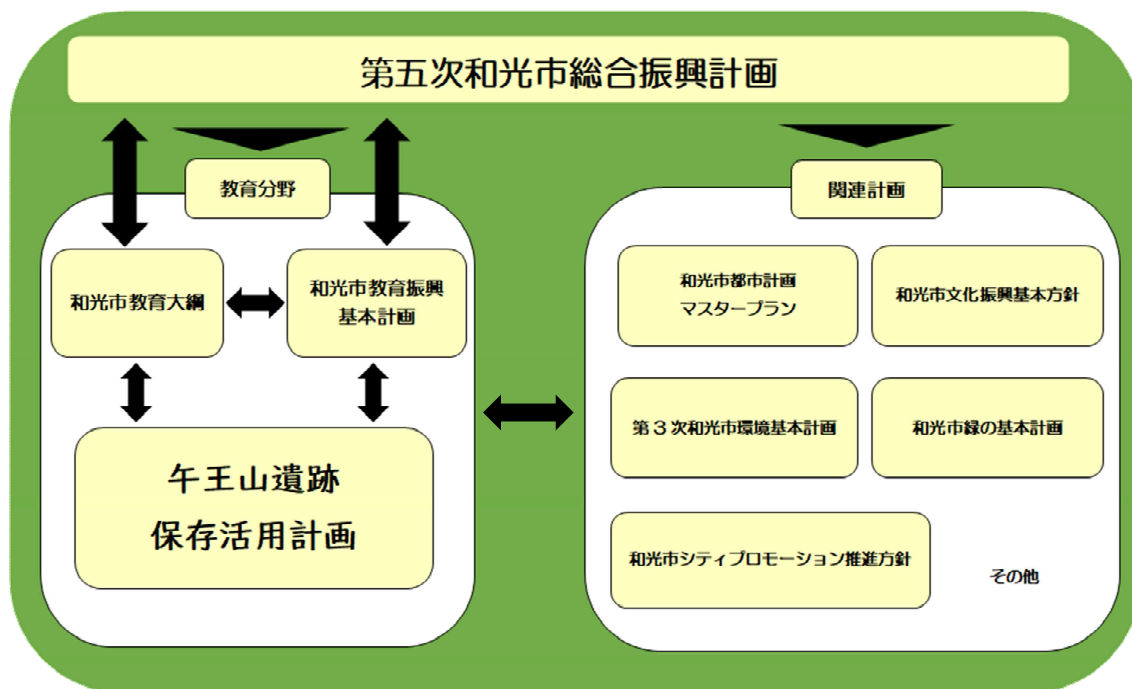 第五次和光市総合振興計画
教育分野
和光市教育大綱
和光市教育振興
基本計画
午王山遺跡
保存活用計画
関連計画
和光市都市計画
マスタープラン
和光市文化振興基本方針
第3次和光市環境基本計画
和光市緑の基本計画
和光市シティプロモーション推進方針
その他